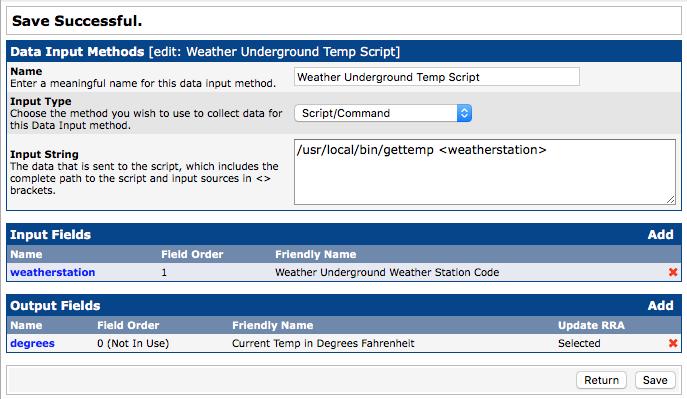 Save Successful.
Data Input Methods [edit: Weather Underground Temp Script]
Name
Enter a meaningful name for this data input method.
Weather Underground Temp Script
Input Type
Choose the method you wish to use to collect data for
this Data Input method.
Script/Command
Input String
The data that is sent to the script, which includes the
complete path to the script and input sources in <>
brackets.
/usr/local/bin/gettemp <weatherstation>
Input Fields Add
Name Field Order Friendly Name
weatherstation 1 Weather Underground Weather Station Code
Output Fields Add
Name Field Order Friendly Name Update RRA
degrees 0 (Not In Use) Current Temp in Degrees Fahrenheit Selected
Return Save